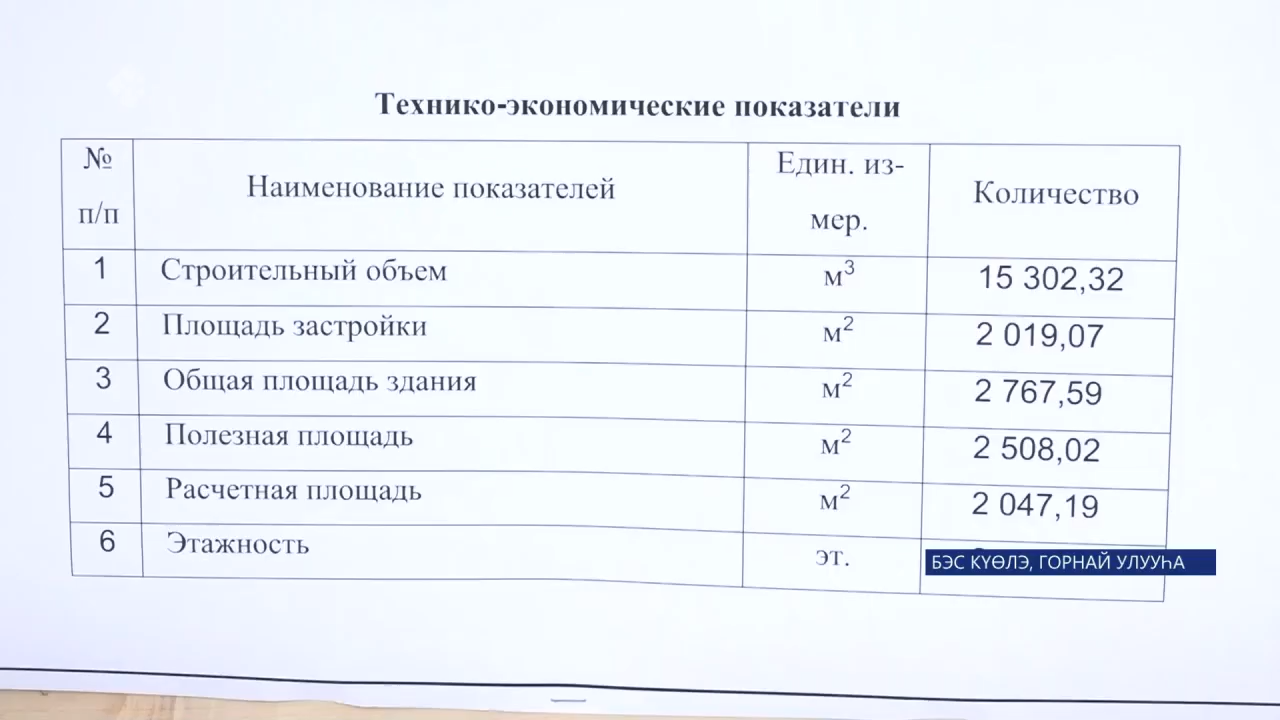 Технико-экономические показатели
№ п/п Наименование показателей Един. из-мер. Количество
1 Строительный объем м³ 15 302,32
2 Площадь застройки м² 2 019,07
3 Общая площадь здания м² 2 767,59
4 Полезная площадь м² 2 508,02
5 Расчетная площадь м² 2 047,19
6 Этажность эт.
БЭС КҮӨЛЭ, ГОРНАЙ УЛУУҺА